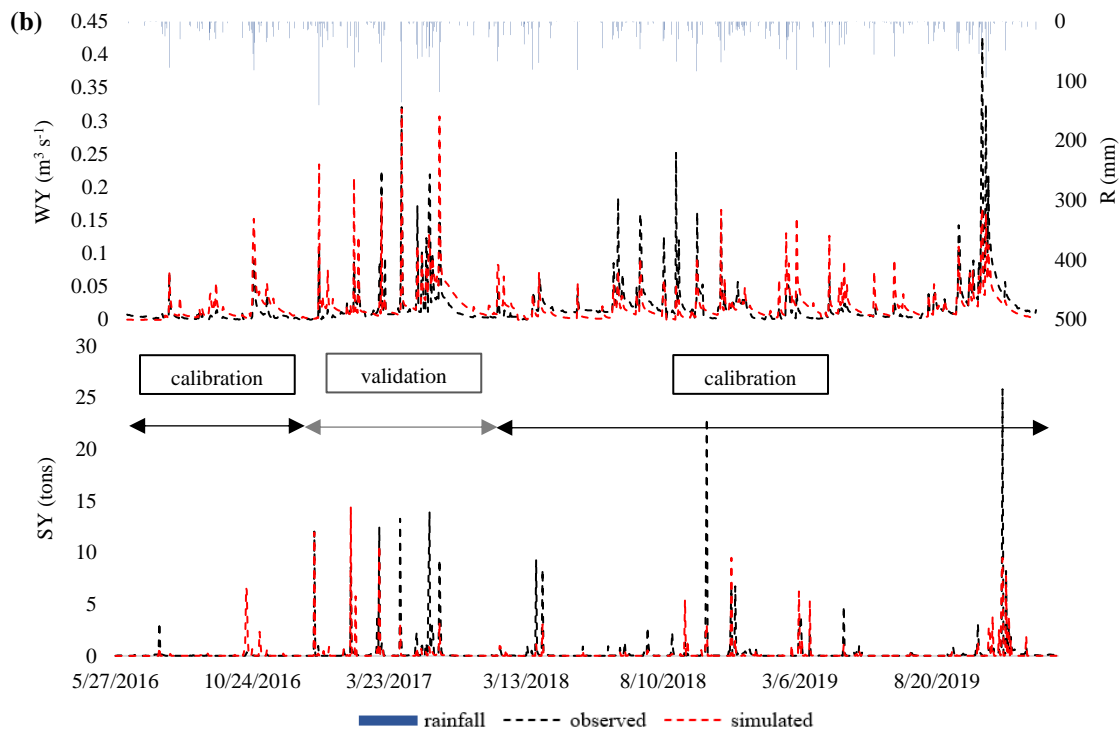 (b)
0.45
0.4
0.35
0.3
0.25
0.2
0.15
0.1
0.05
0
WY (m³ s⁻¹)
0
100
200
300
400
500
R (mm)
30
25
20
15
10
5
0
SY (tons)
calibration
validation
calibration
5/27/2016 10/24/2016 3/23/2017 3/13/2018 8/10/2018 3/6/2019 8/20/2019
rainfall observed simulated